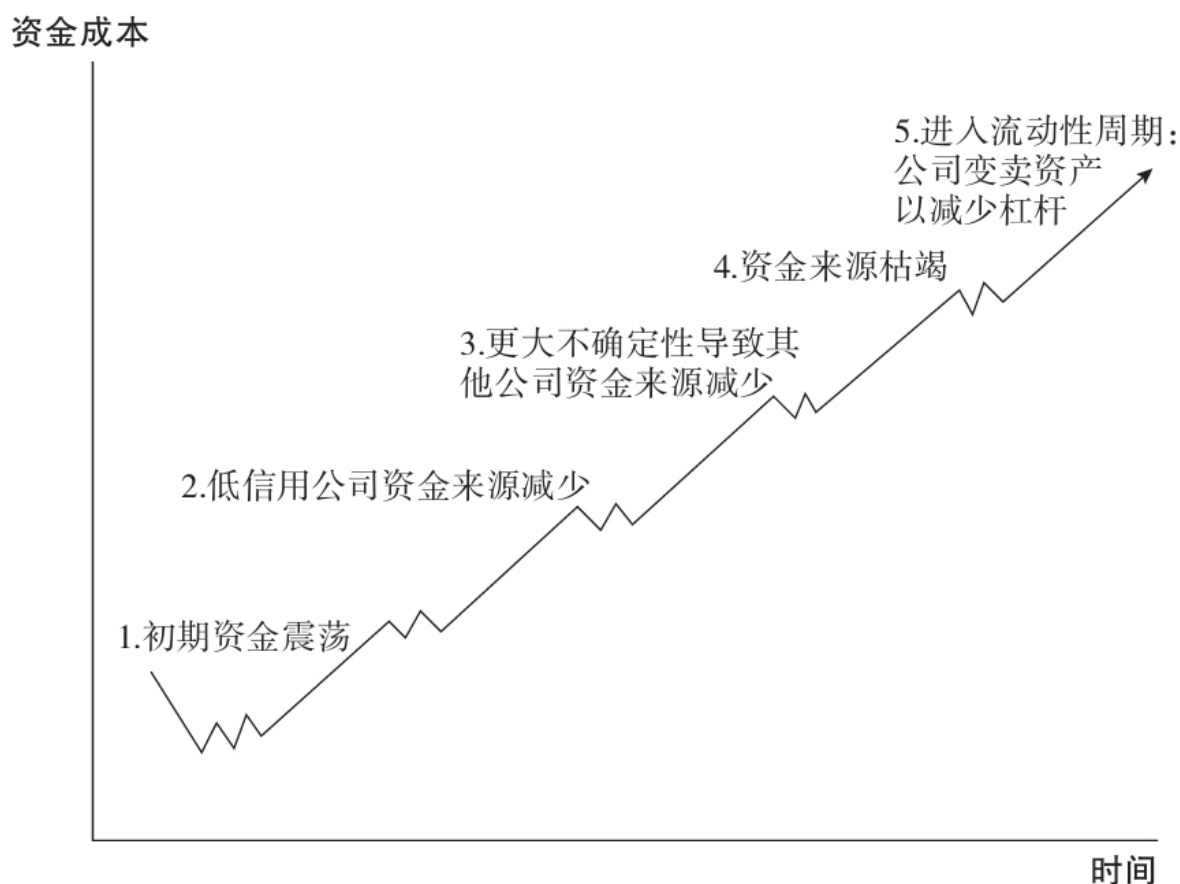 资金成本
5.进入流动性周期：
公司变卖资产
以减少杠杆
4.资金来源枯竭
3.更大不确定性导致其
他公司资金来源减少
2.低信用公司资金来源减少
1.初期资金震荡
时间